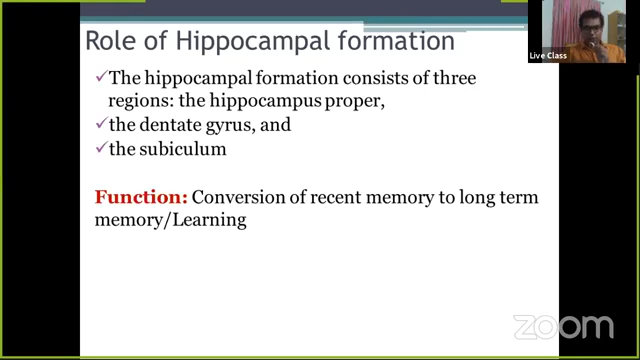 Role of Hippocampal formation
Live Class
✓The hippocampal formation consists of three
regions: the hippocampus proper,
✓the dentate gyrus, and
✓the subiculum
Function: Conversion of recent memory to long term
memory/Learning
zoom